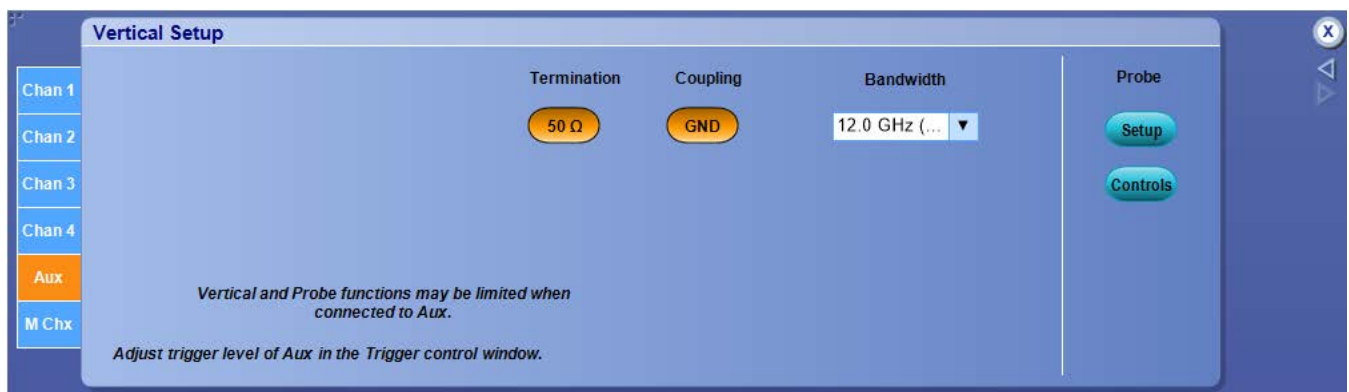 Vertical Setup
X
Chan 1
Chan 2
Chan 3
Chan 4
Aux
M Chx
Termination
Coupling
Bandwidth
50 Ω
GND
12.0 GHz (...
Probe
Setup
Controls
Vertical and Probe functions may be limited when
connected to Aux.
Adjust trigger level of Aux in the Trigger control window.